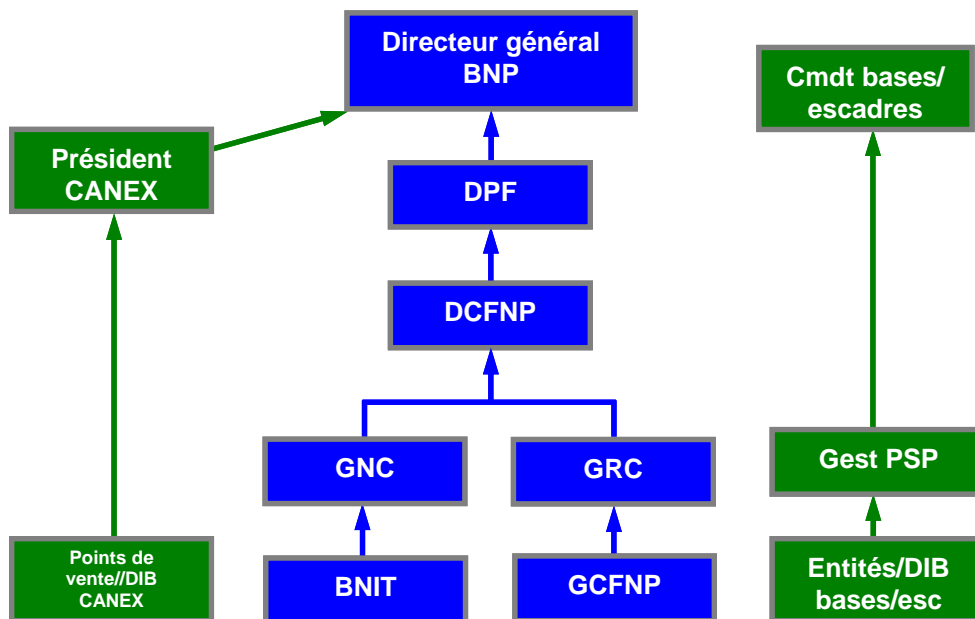 Directeur général
BNP
Cmdt bases/
escadres
Président
CANEX
DPF
DCFNP
GNC
GRC
Gest PSP
Points de
vente//DIB
CANEX
BNIT
GCFNP
Entités/DIB
bases/esc